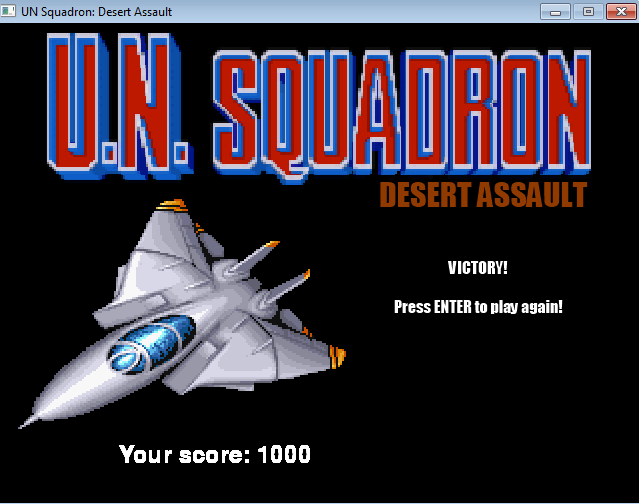 UN Squadron: Desert Assault
U.N. SQUADRON
DESERT ASSAULT
VICTORY!
Press ENTER to play again!
Your score: 1000